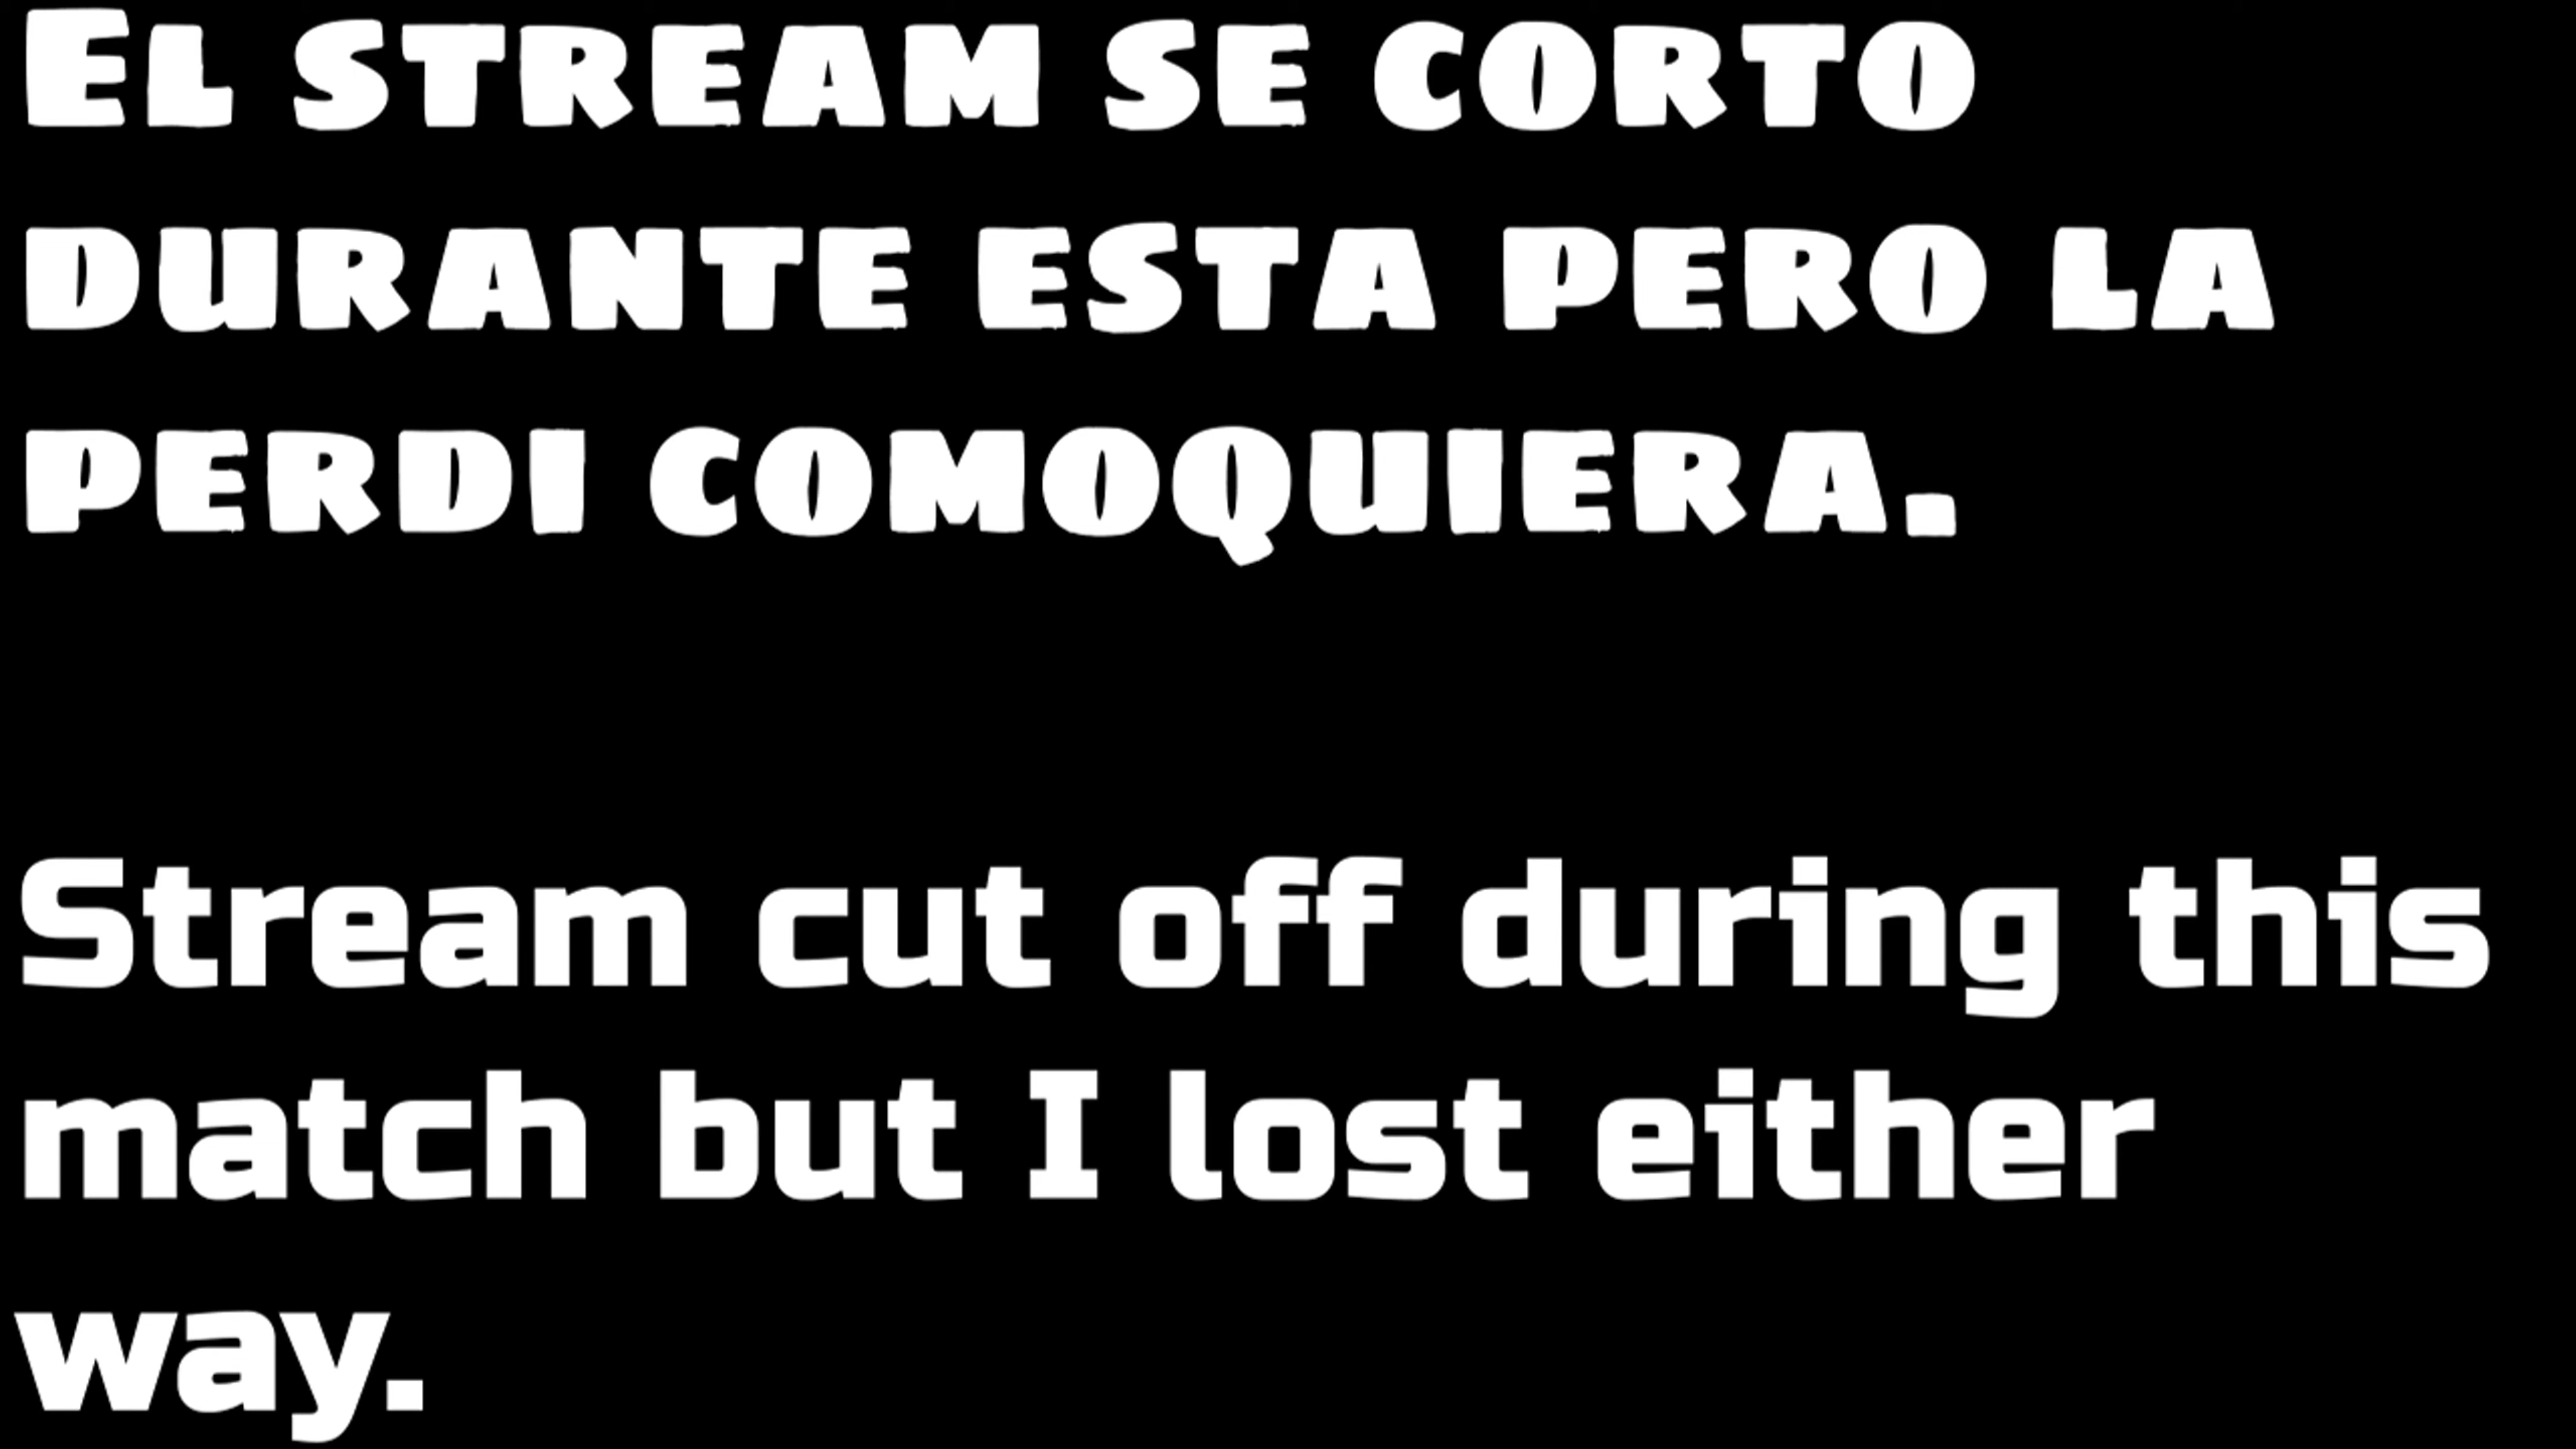 El stream se corto
durante esta pero la
perdi comoquiera.
Stream cut off during this
match but I lost either
way.